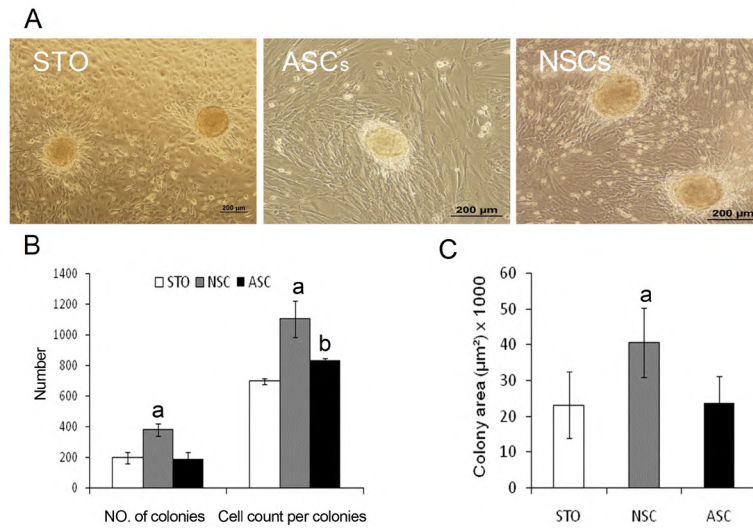 A
STO
ASCs
NSCs
200 µm
200 µm
200 µm
B
C
1400
1200
1000
800
600
400
200
0
Number
STO NSC ASC
a
a
b
NO. of colonies
Cell count per colonies
60
50
40
30
20
10
0
Colony area (µm²) x 1000
a
STO
NSC
ASC